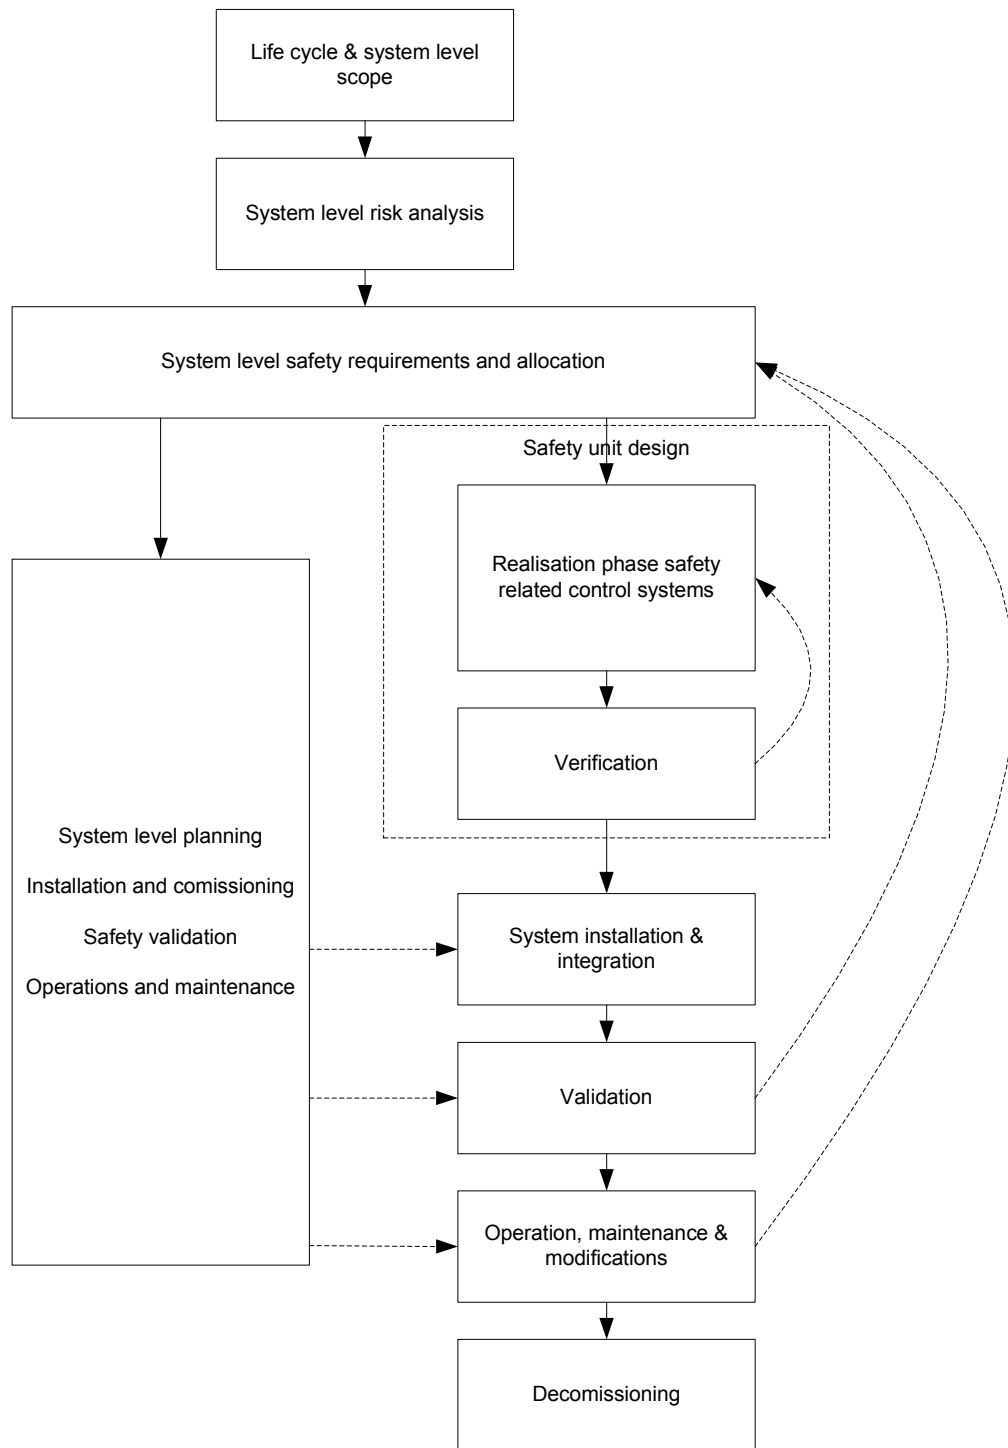 Life cycle & system level
scope
System level risk analysis
System level safety requirements and allocation
Safety unit design
Realisation phase safety
related control systems
Verification
System level planning
Installation and comissioning
Safety validation
Operations and maintenance
System installation &
integration
Validation
Operation, maintenance &
modifications
Decomissioning